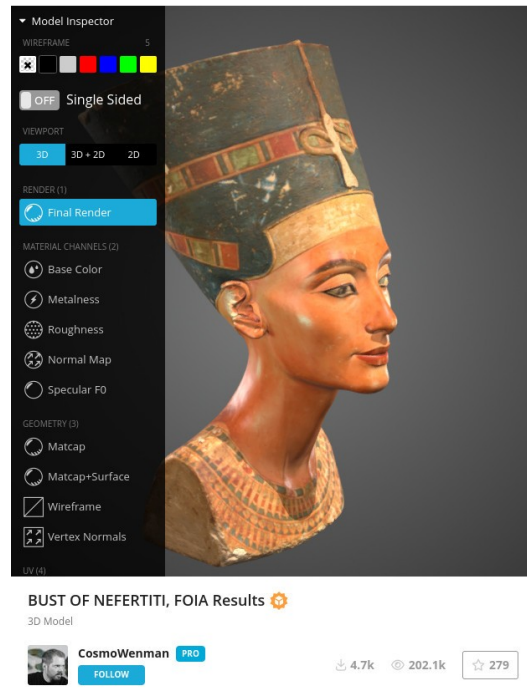 Model Inspector
WIREFRAME 5
OFF Single Sided
VIEWPORT
3D 3D + 2D 2D
RENDER (1)
Final Render
MATERIAL CHANNELS (2)
Base Color
Metalness
Roughness
Normal Map
Specular F0
GEOMETRY (3)
Matcap
Matcap+Surface
Wireframe
Vertex Normals
UV (4)
BUST OF NEFERTITI, FOIA Results
3D Model
CosmoWenman PRO
FOLLOW
4.7k 202.1k 279